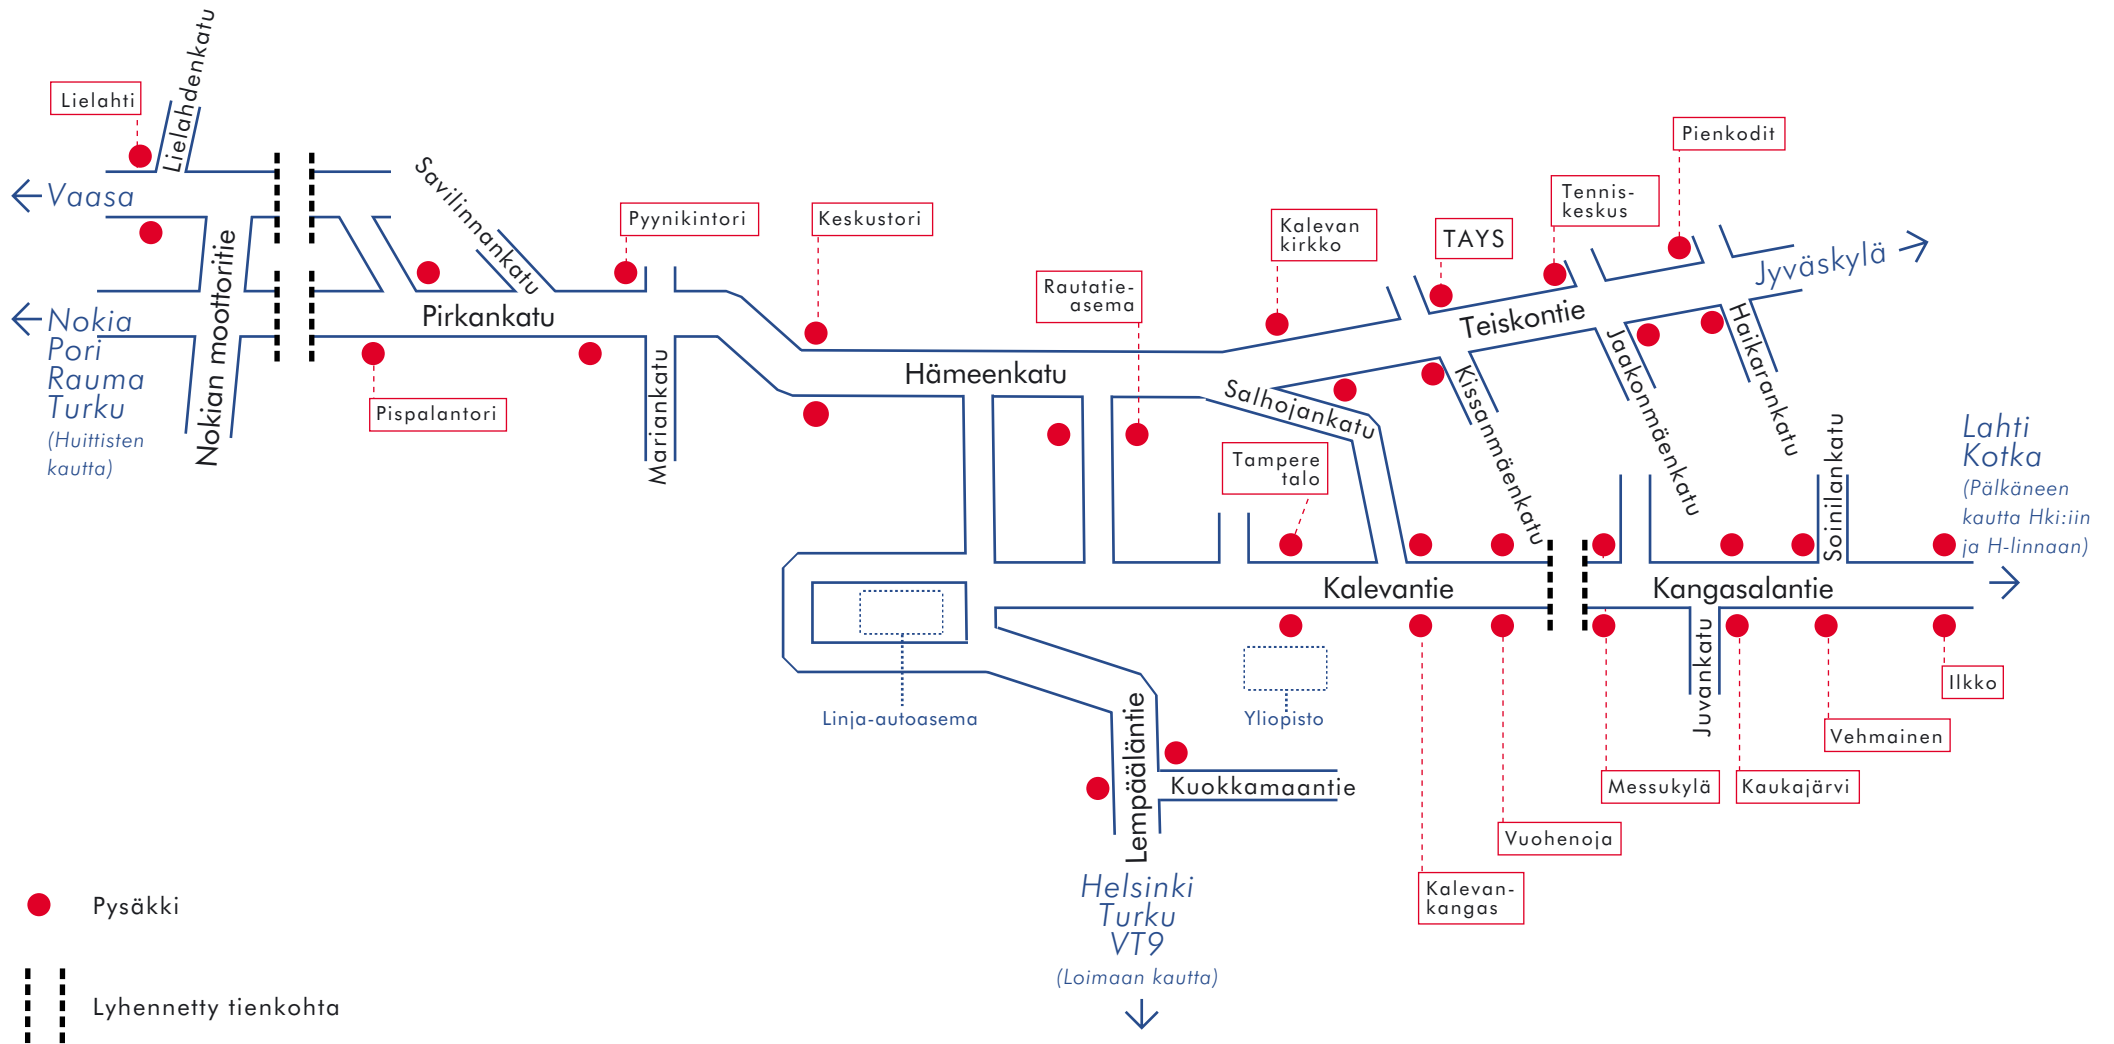 Lielahdenkatu
Lielahti
Vaasa
Nokia
Pori
Rauma
Turku
(Huittisten
kautta)
Nokian moottoritie
Savilinnankatu
Pirkankatu
Pispalantori
Pyynikintori
Mariankatu
Keskustori
Hämeenkatu
Rautatie-
asema
Kalevan
kirkko
TAYS
Tennis-
keskus
Pienkodit
Jyväskylä
Teiskontie
Salhojankatu
Kissanmäenkatu
Jaakonmäenkatu
Haikarankatu
Soinilankatu
Tampere
talo
Lahti
Kotka
(Pälkäneen
kautta Hki:iin
ja H-linnaan)
Kalevantie
Kangasalantie
Juvankatu
Linja-autoasema
Yliopisto
Ilkko
Vehmainen
Messukylä
Kaukajärvi
Vuohenoja
Kalevan-
kangas
Lempääläntie
Kuokkamaantie
Helsinki
Turku
VT9
(Loimaan kautta)
Pysäkki
Lyhennetty tienkohta